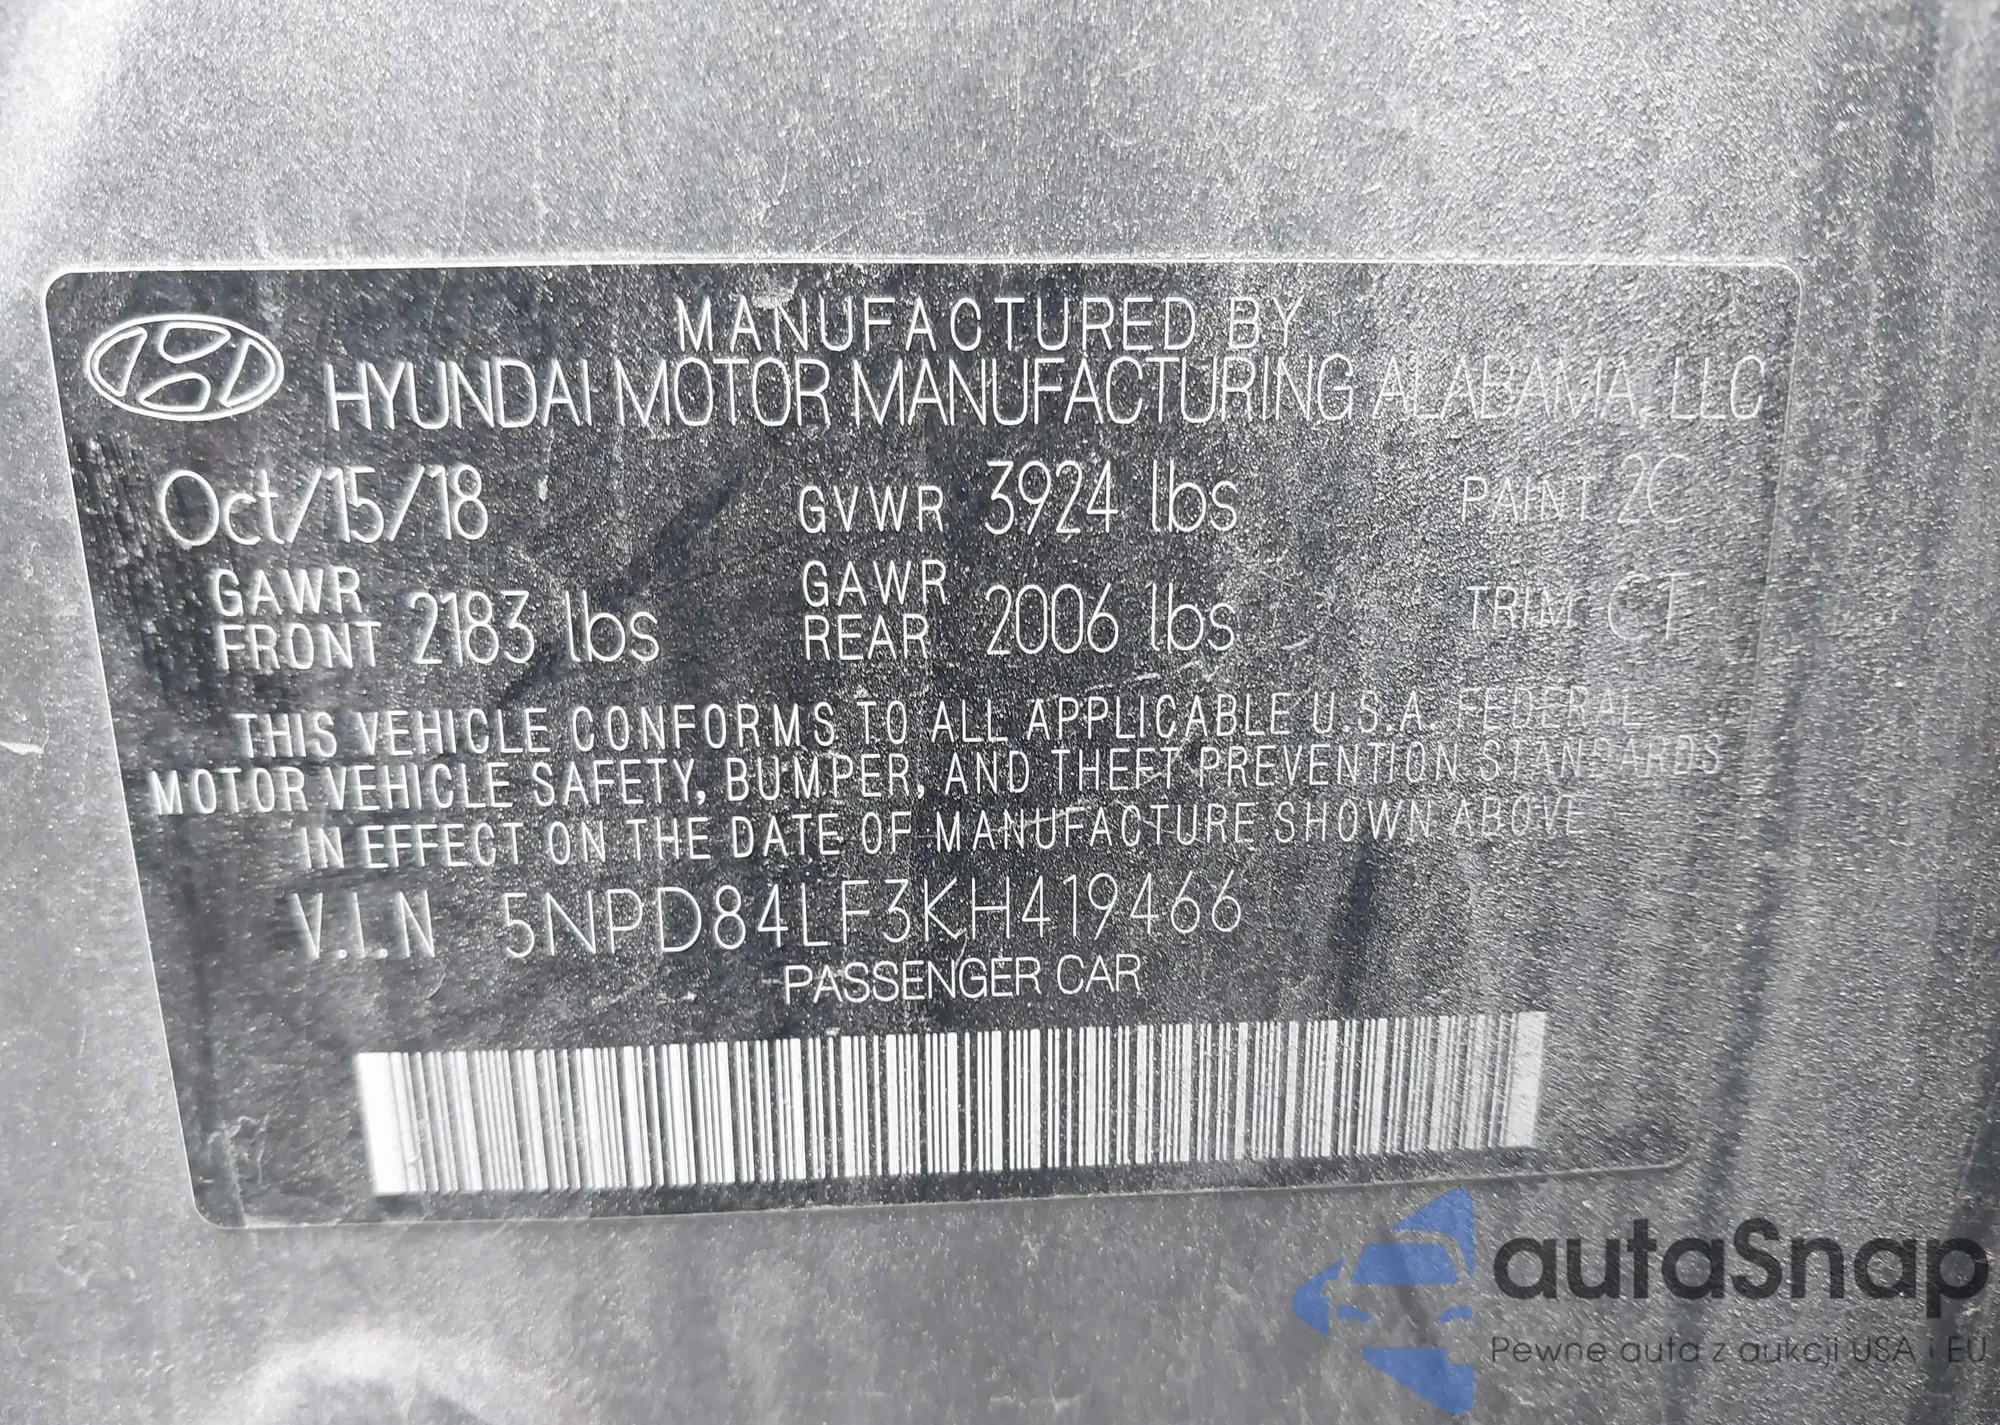 MANUFACTURED BY
HYUNDAI MOTOR MANUFACTURING ALABAMA, LLC
Oct/15/18 GVWR 3924 lbs PAINT 2C
GAWR FRONT 2183 lbs GAWR REAR 2006 lbs TRIM CT
THIS VEHICLE CONFORMS TO ALL APPLICABLE U.S.A. FEDERAL
MOTOR VEHICLE SAFETY, BUMPER, AND THEFT PREVENTION STANDARDS
IN EFFECT ON THE DATE OF MANUFACTURE SHOWN ABOVE
V.I.N 5NPD84LF3KH419466
PASSENGER CAR
autaSnap
Pewne auta z aukcji USA i EU